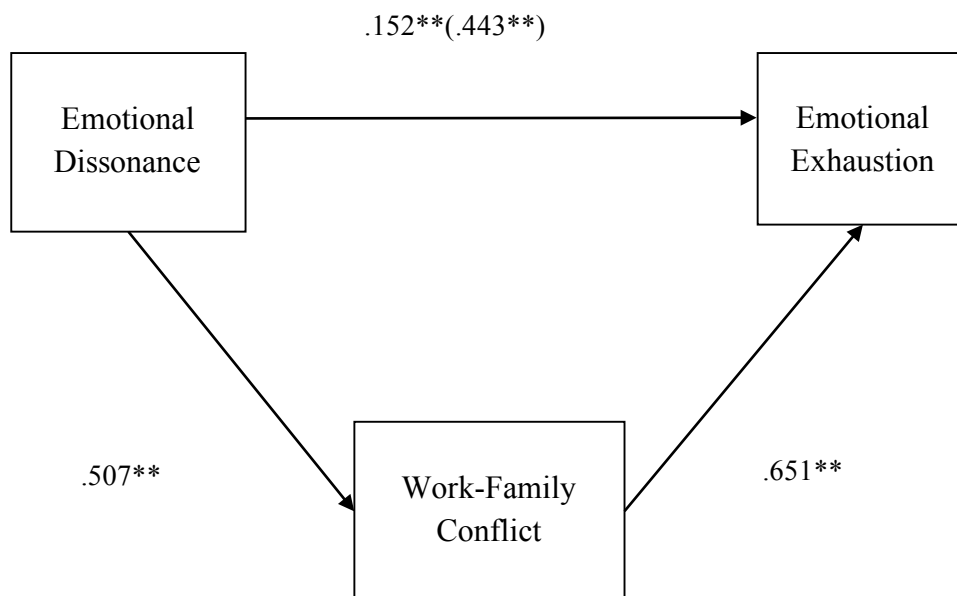 .152**(.443**)
Emotional
Dissonance
Emotional
Exhaustion
.507**
Work-Family
Conflict
.651**